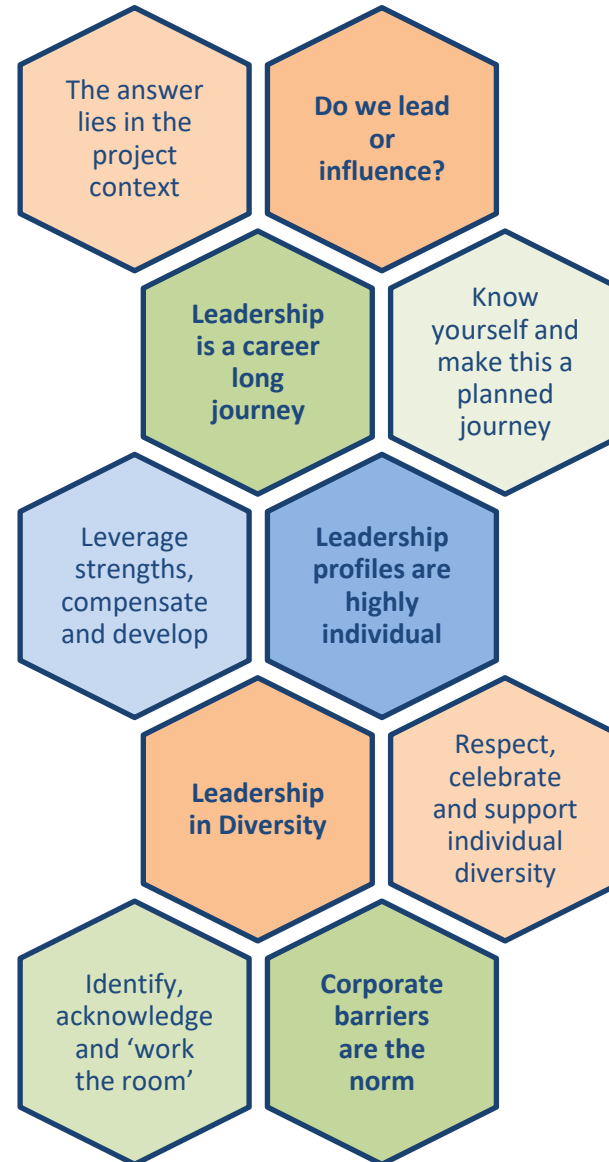 The answer
lies in the
project
context
Do we lead
or
influence?
Leadership
is a career
long
journey
Know
yourself and
make this a
planned
journey
Leverage
strengths,
compensate
and develop
Leadership
profiles are
highly
individual
Leadership
in Diversity
Respect,
celebrate
and support
individual
diversity
Identify,
acknowledge
and ‘work
the room’
Corporate
barriers
are the
norm